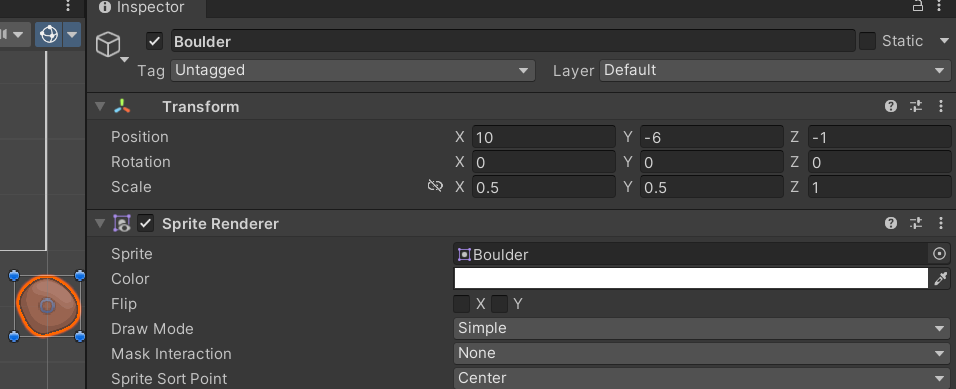 Inspector
Boulder Static
Tag Untagged Layer Default
Transform
Position X 10 Y -6 Z -1
Rotation X 0 Y 0 Z 0
Scale X 0.5 Y 0.5 Z 1
Sprite Renderer
Sprite Boulder
Color
Flip X Y
Draw Mode Simple
Mask Interaction None
Sprite Sort Point Center